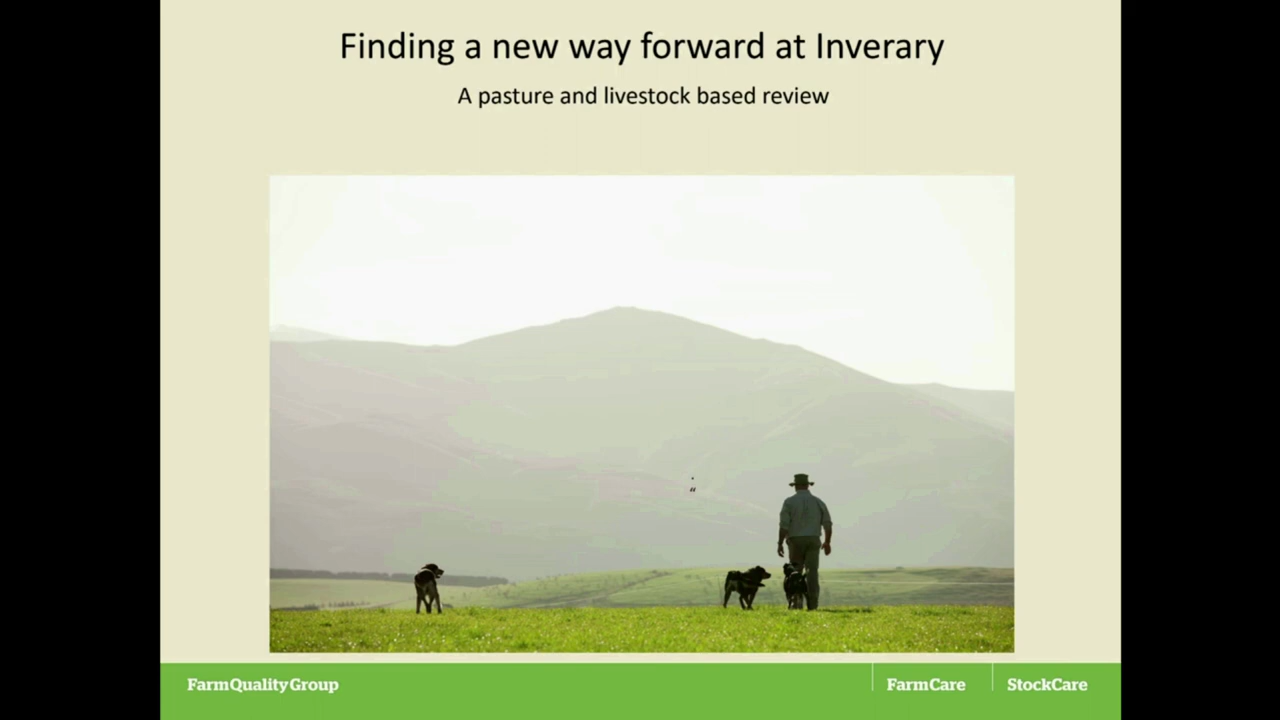 Finding a new way forward at Inverary
A pasture and livestock based review
FarmQualityGroup
FarmCare
StockCare